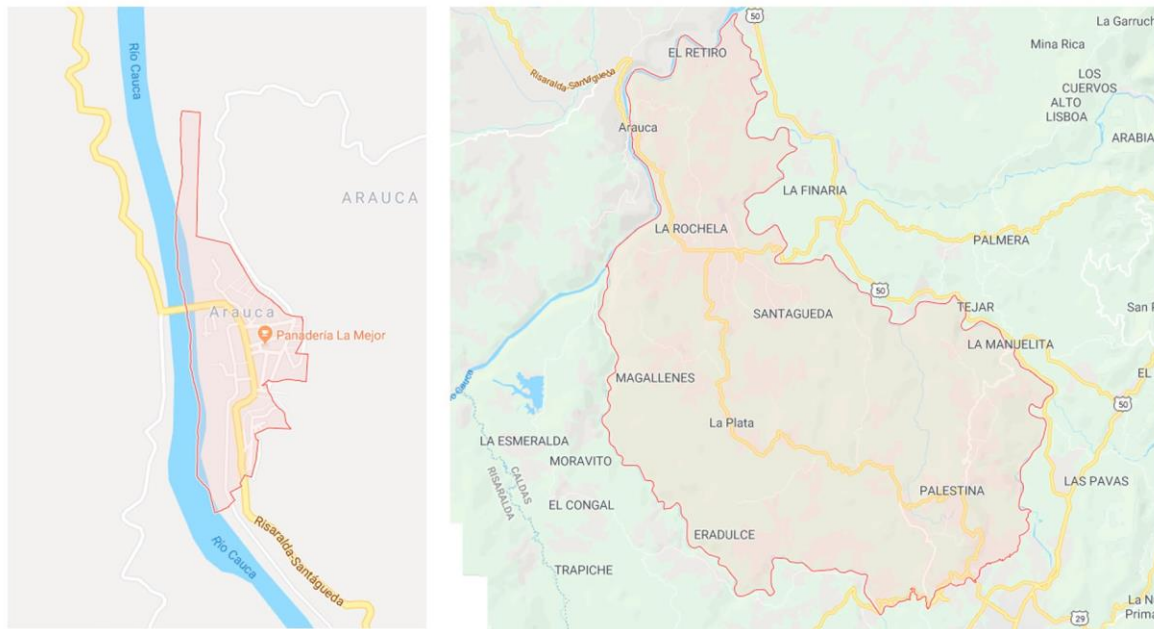 Río Cauca
ARAUCA
Arauca
Panadería La Mejor
Risaralda-Santágueda
Río Cauca
50
La Garruch
EL RETIRO
Mina Rica
Risaralda-Santágueda
LOS
CUERVOS
ALTO
LISBOA
Arauca
ARABIA
LA FINARIA
LA ROCHELA
PALMERA
50
SANTAGUEDA
TEJAR
San P
LA MANUELITA
o Cauca
MAGALLENES
EL
50
La Plata
LA ESMERALDA
MORAVITO
CALDAS
RISARALDA
LAS PAVAS
PALESTINA
EL CONGAL
ERADULCE
TRAPICHE
La N
Prima
29